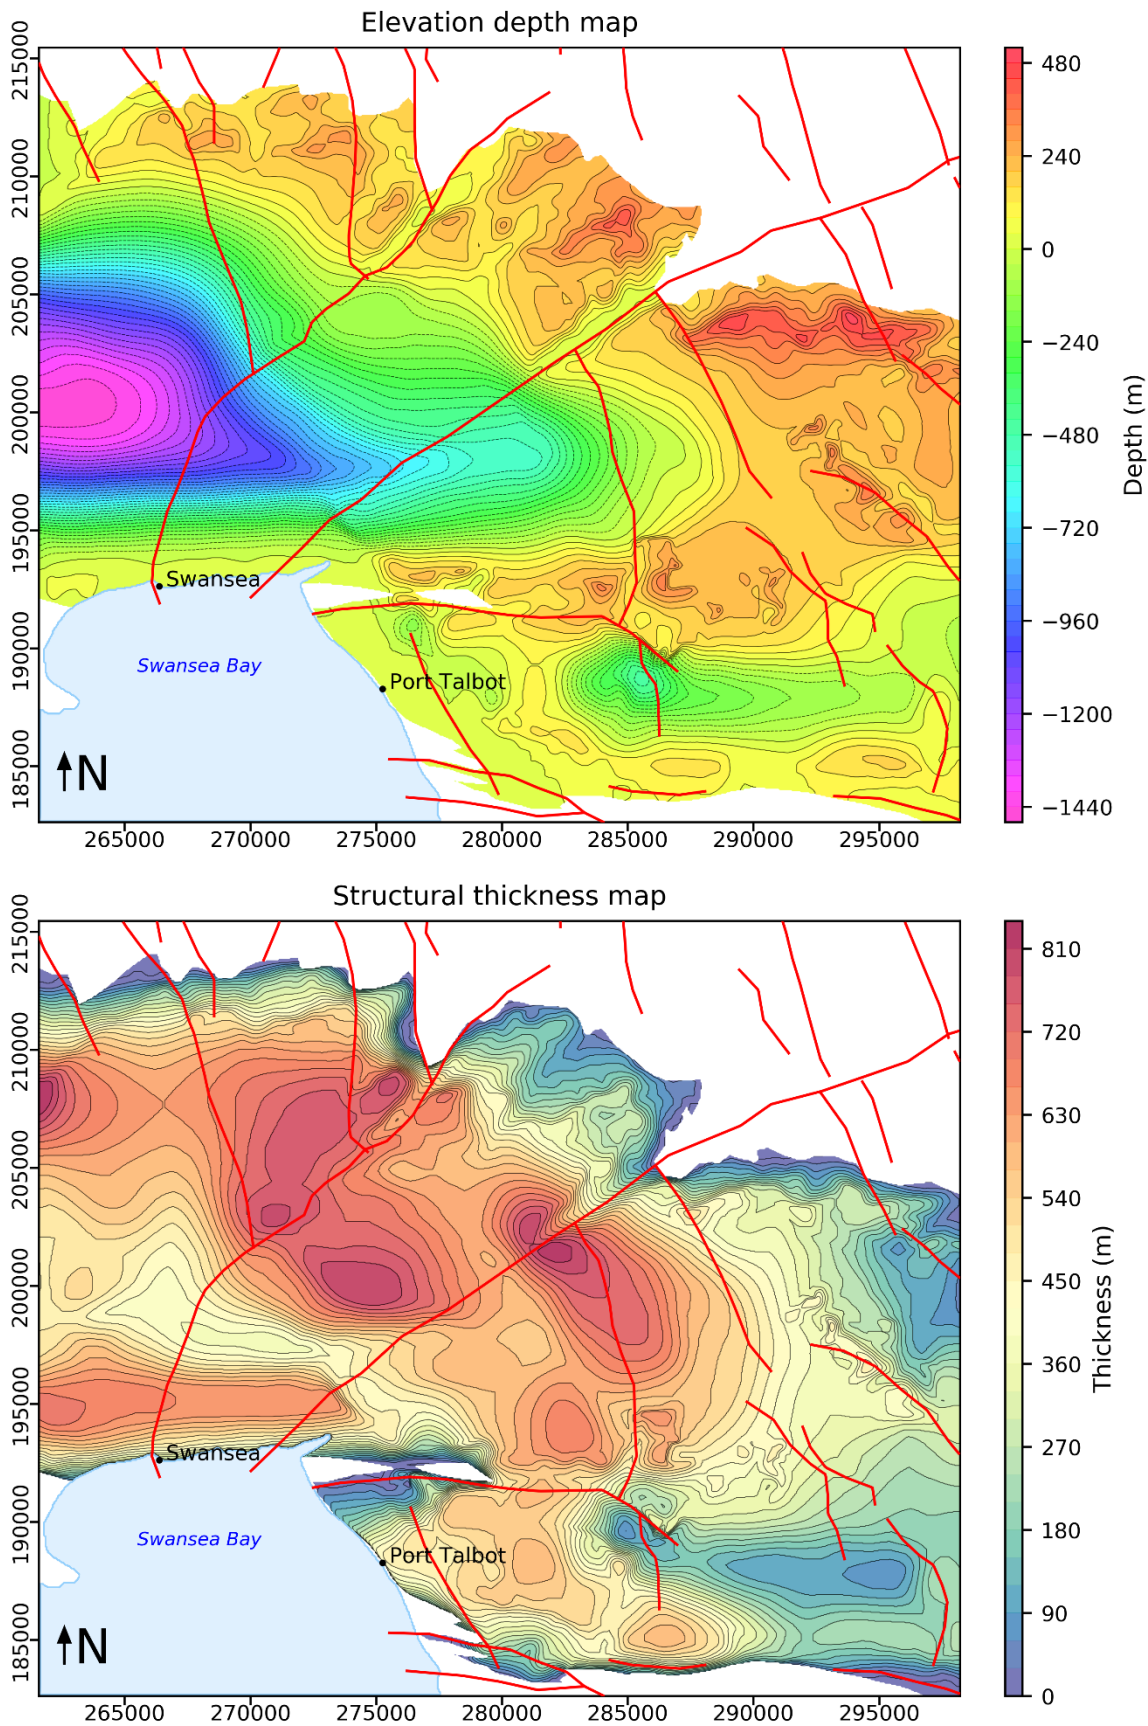 Elevation depth map
215000
210000
205000
200000
195000
190000
185000
Swansea
Swansea Bay
Port Talbot
N
265000 270000 275000 280000 285000 290000 295000
480
240
0
−240
−480
−720
−960
−1200
−1440
Depth (m)
Structural thickness map
215000
210000
205000
200000
195000
190000
185000
Swansea
Swansea Bay
Port Talbot
N
265000 270000 275000 280000 285000 290000 295000
810
720
630
540
450
360
270
180
90
0
Thickness (m)